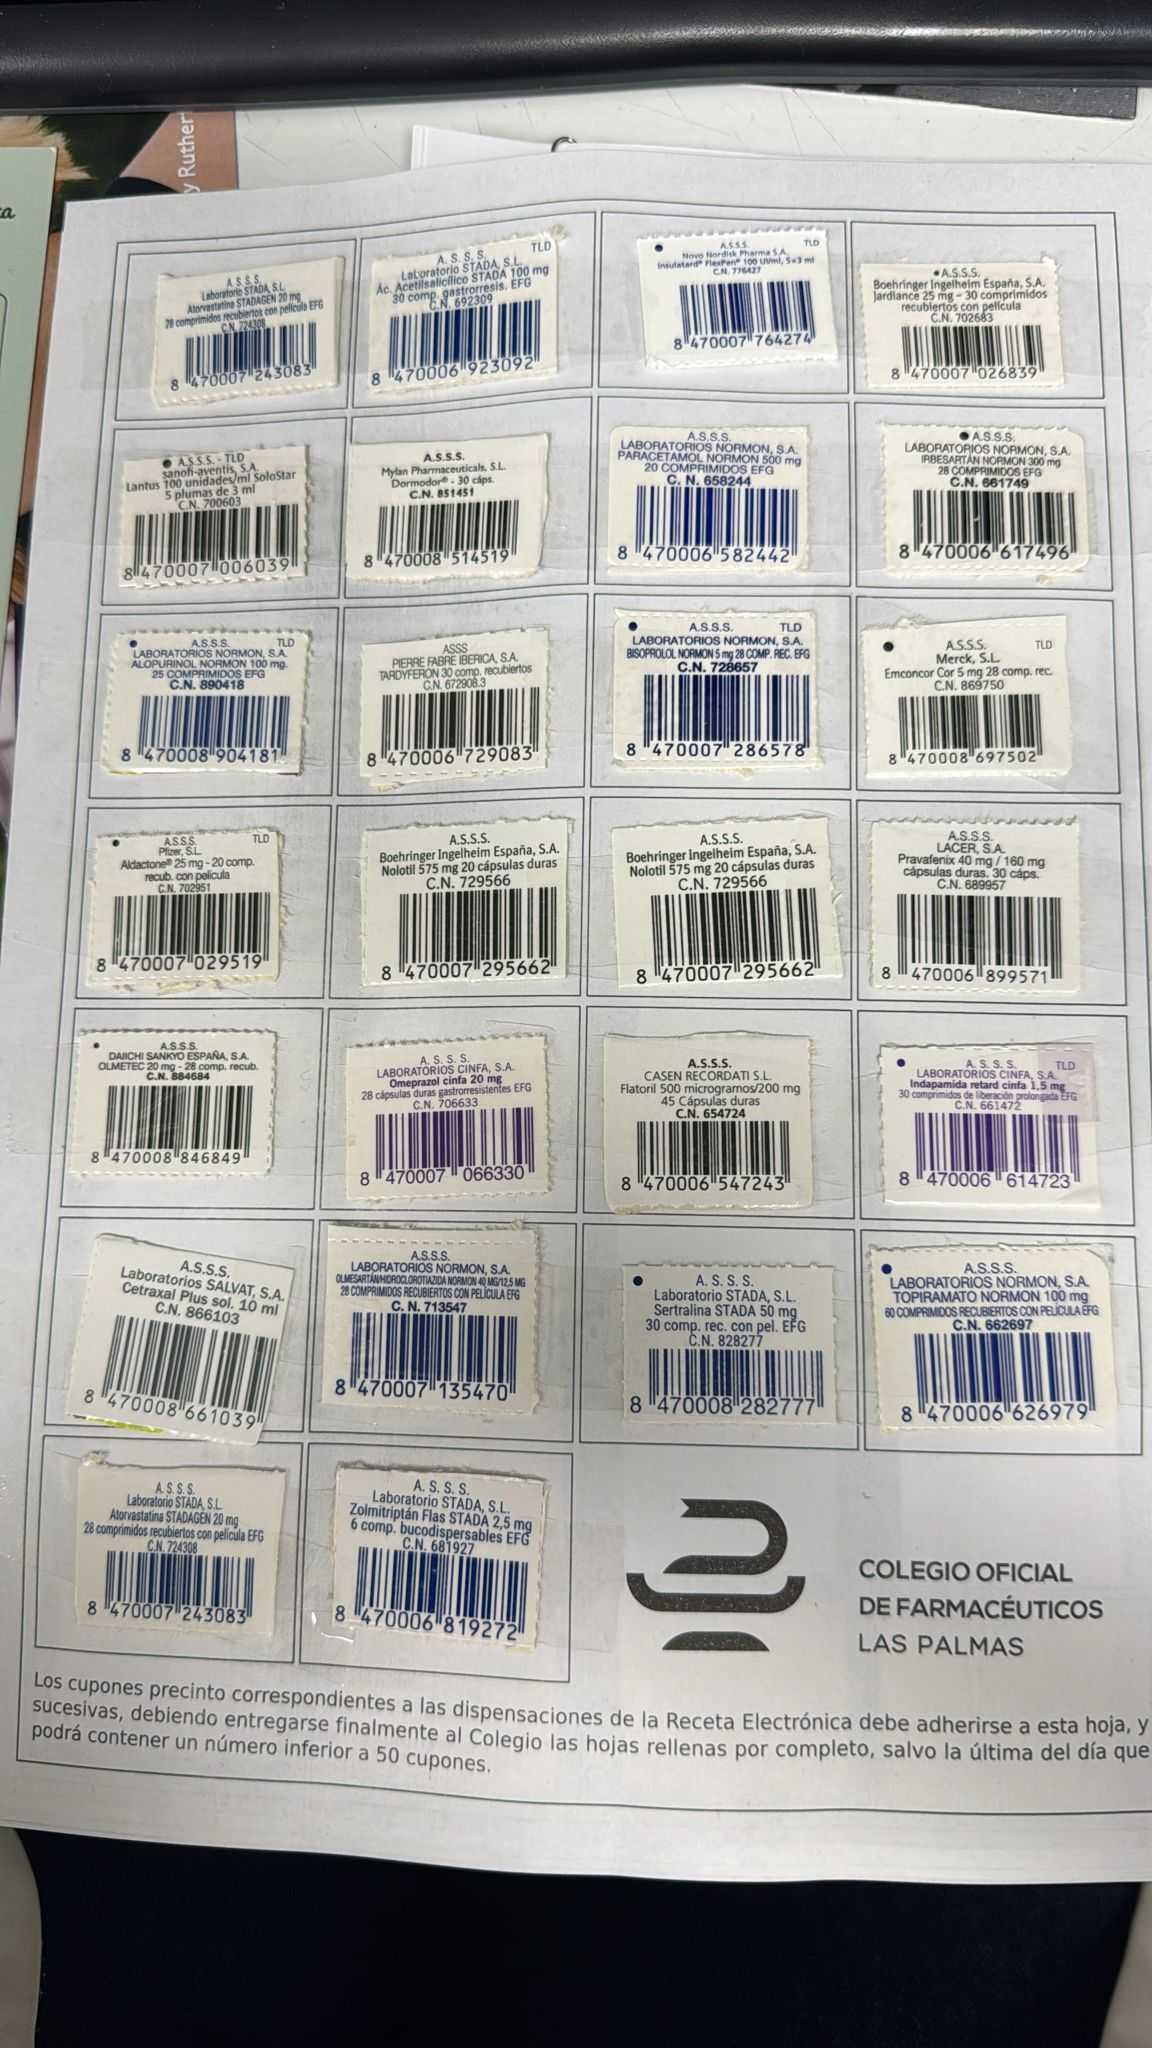 y Ruther
ra
A.S.S.S.
Laboratorio STADA, S.L.
Atorvastatina STADAGEN 20 mg
28 comprimidos recubiertos con película EFG
C.N. 724308
8 470007 243083
A. S. S. S. TLD
Laboratorio STADA, S.L.
Ác. Acetilsalicílico STADA 100 mg
30 comp. gastrorresis. EFG
C.N. 692309
8 470006 923092
A.S.S.S. TLD
Novo Nordisk Pharma S.A.
Insulatard® FlexPen® 100 UI/ml, 5x3 ml
C.N. 776427
8 470007 764274
A.S.S.S.
Boehringer Ingelheim España, S.A.
Jardiance 25 mg – 30 comprimidos
recubiertos con película
C.N. 702683
8 470007 026839
A.S.S.S. - TLD
sanofi-aventis, S.A.
Lantus 100 unidades/ml SoloStar
5 plumas de 3 ml
C.N. 700603
8 470007 006039
A.S.S.S.
Mylan Pharmaceuticals, S.L.
Dormodor® - 30 cáps.
C.N. 851451
8 470008 514519
A.S.S.S.
LABORATORIOS NORMON, S.A.
PARACETAMOL NORMON 500 mg
20 COMPRIMIDOS EFG
C. N. 658244
8 470006 582442
A.S.S.S.
LABORATORIOS NORMON, S.A.
IRBESARTÁN NORMON 300 mg
28 COMPRIMIDOS EFG
C.N. 661749
8 470006 617496
A.S.S.S. TLD
LABORATORIOS NORMON, S.A.
ALOPURINOL NORMON 100 mg.
25 COMPRIMIDOS EFG
C.N. 890418
8 470008 904181
ASSS
PIERRE FABRE IBERICA, S.A.
TARDYFERON 30 comp. recubiertos
C.N. 672908.3
8 470006 729083
A.S.S.S. TLD
LABORATORIOS NORMON, S.A.
BISOPROLOL NORMON 5 mg 28 COMP. REC. EFG
C.N. 728657
8 470007 286578
A.S.S.S. TLD
Merck, S.L.
Emconcor Cor 5 mg 28 comp. rec.
C.N. 869750
8 470008 697502
A.S.S.S. TLD
Pfizer, S.L.
Aldactone® 25 mg - 20 comp.
recub. con película
C.N. 702951
8 470007 029519
A.S.S.S.
Boehringer Ingelheim España, S.A.
Nolotil 575 mg 20 cápsulas duras
C.N. 729566
8 470007 295662
A.S.S.S.
Boehringer Ingelheim España, S.A.
Nolotil 575 mg 20 cápsulas duras
C.N. 729566
8 470007 295662
A.S.S.S.
LACER, S.A.
Pravafenix 40 mg / 160 mg
cápsulas duras. 30 cáps.
C.N. 689957
8 470006 899571
A.S.S.S.
DAIICHI SANKYO ESPAÑA, S.A.
OLMETEC 20 mg - 28 comp. recub.
C.N. 884684
8 470008 846849
A. S. S. S.
LABORATORIOS CINFA, S.A.
Omeprazol cinfa 20 mg
28 cápsulas duras gastrorresistentes EFG
C.N. 706633
8 470007 066330
A.S.S.S.
CASEN RECORDATI S.L.
Flatoril 500 microgramos/200 mg
45 Cápsulas duras
C.N. 654724
8 470006 547243
A. S. S. S. TLD
LABORATORIOS CINFA, S.A.
Indapamida retard cinfa 1,5 mg
30 comprimidos de liberación prolongada EFG
C.N. 661472
8 470006 614723
A.S.S.S.
Laboratorios SALVAT, S.A.
Cetraxal Plus sol. 10 ml
C.N. 866103
8 470008 661039
A.S.S.S.
LABORATORIOS NORMON, S.A.
OLMESARTÁN/HIDROCLOROTIAZIDA NORMON 40 MG/12,5 MG
28 COMPRIMIDOS RECUBIERTOS CON PELÍCULA EFG
C. N. 713547
8 470007 135470
A. S. S. S.
Laboratorio STADA, S.L.
Sertralina STADA 50 mg
30 comp. rec. con pel. EFG
C.N. 828277
8 470008 282777
A.S.S.S.
LABORATORIOS NORMON, S.A.
TOPIRAMATO NORMON 100 mg
60 COMPRIMIDOS RECUBIERTOS CON PELÍCULA EFG
C.N. 662697
8 470006 626979
A. S. S. S.
Laboratorio STADA, S.L.
Atorvastatina STADAGEN 20 mg
28 comprimidos recubiertos con película EFG
C.N. 724308
8 470007 243083
A. S. S. S.
Laboratorio STADA, S.L.
Zolmitriptán Flas STADA 2,5 mg
6 comp. bucodispersables EFG
C.N. 681927
8 470006 819272
COLEGIO OFICIAL
DE FARMACÉUTICOS
LAS PALMAS
Los cupones precinto correspondientes a las dispensaciones de la Receta Electrónica debe adherirse a esta hoja, y
sucesivas, debiendo entregarse finalmente al Colegio las hojas rellenas por completo, salvo la última del día que
podrá contener un número inferior a 50 cupones.